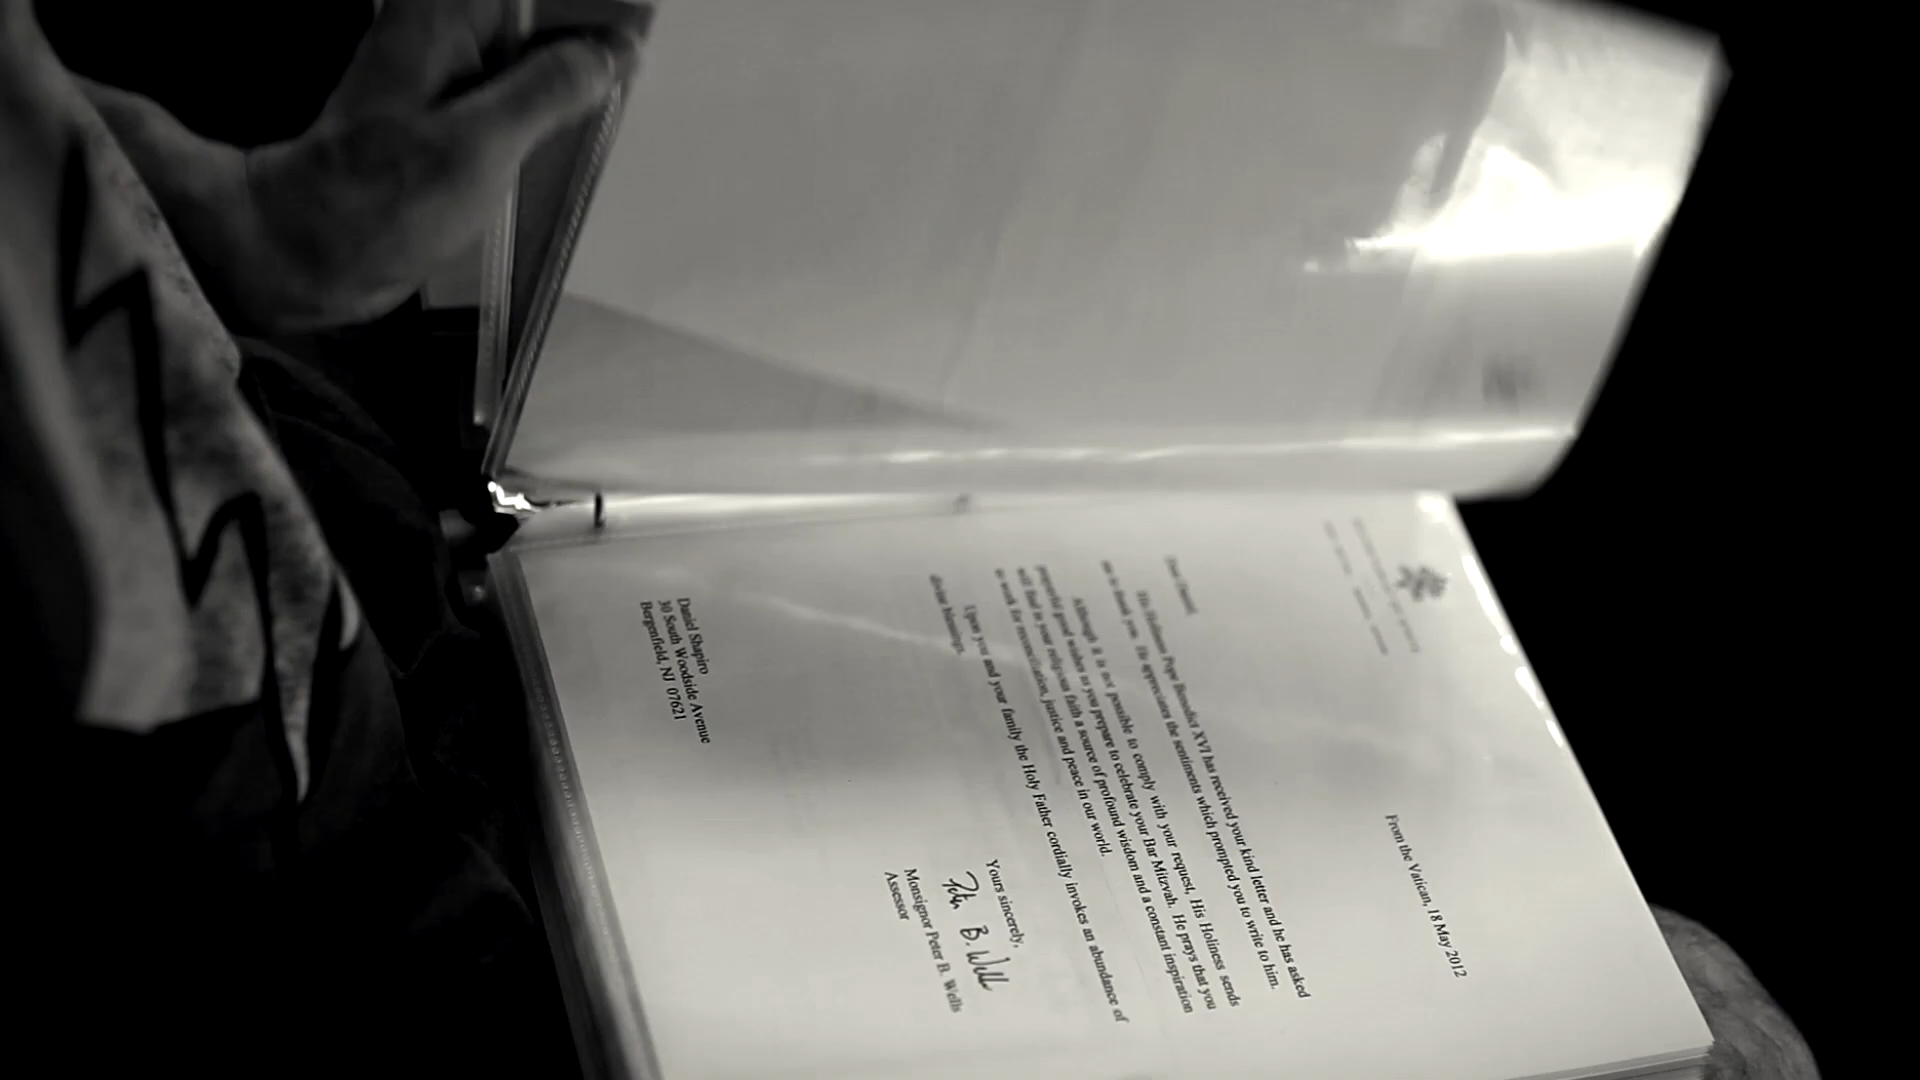 From the Vatican, 18 May 2012
Dear Daniel,
His Holiness Pope Benedict XVI has received your kind letter and he has asked
me to thank you. He appreciates the sentiments which prompted you to write to him.
Although it is not possible to comply with your request, His Holiness sends
prayerful good wishes as you prepare to celebrate your Bar Mitzvah. He prays that you
will find in your religious faith a source of profound wisdom and a constant inspiration
to work for reconciliation, justice and peace in our world.
Upon you and your family the Holy Father cordially invokes an abundance of
divine blessings.
Yours sincerely,
Peter B. Wells
Monsignor Peter B. Wells
Assessor
Daniel Shapiro
30 South Woodside Avenue
Bergenfield, NJ 07621